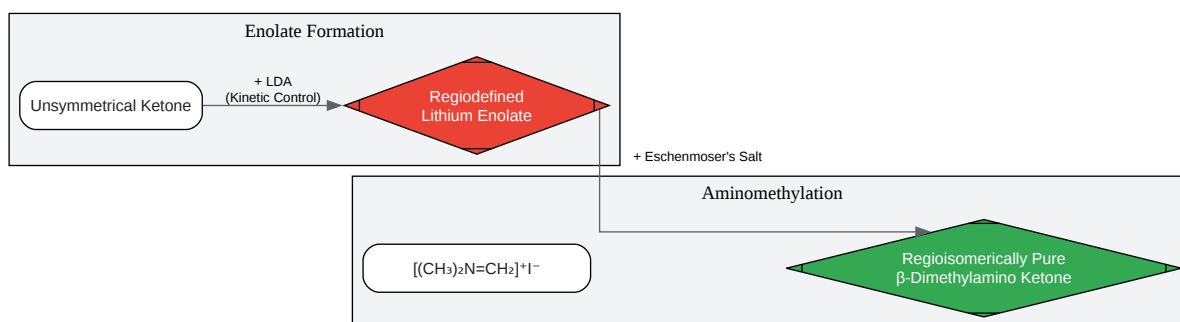 Enolate Formation
Unsymmetrical Ketone
+ LDA
(Kinetic Control)
Regiodefined
Lithium Enolate
+ Eschenmoser's Salt
Aminomethylation
[(CH₃)₂N=CH₂]⁺I⁻
Regioisomerically Pure
β-Dimethylamino Ketone